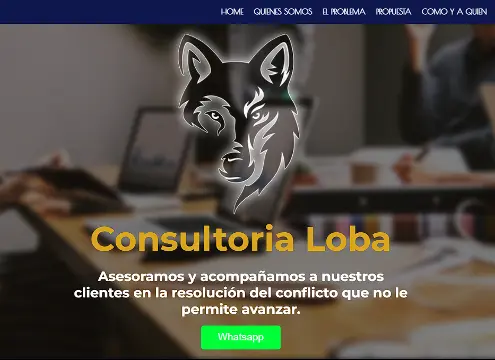 HOME QUIENES SOMOS EL PROBLEMA PROPUESTA COMO Y A QUIEN
Consultoria Loba
Asesoramos y acompañamos a nuestros
clientes en la resolución del conflicto que no le
permite avanzar.
Whatsapp